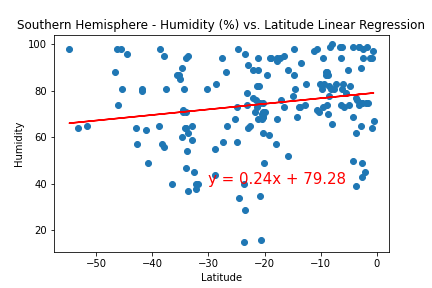 Southern Hemisphere - Humidity (%) vs. Latitude Linear Regression
100
80
60
40
20
Humidity
y = 0.24x + 79.28
−50
−40
−30
−20
−10
0
Latitude